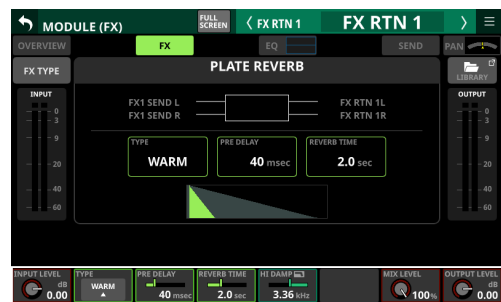 MODULE (FX)
FULL SCREEN
FX RTN 1
FX RTN 1
OVERVIEW
FX
EQ
SEND
PAN
FX TYPE
PLATE REVERB
LIBRARY
INPUT
OUTPUT
FX1 SEND L
FX RTN 1L
FX1 SEND R
FX RTN 1R
0
3
9
20
40
60
0
3
9
20
40
60
TYPE
PRE DELAY
REVERB TIME
WARM
40 msec
2.0 sec
INPUT LEVEL
TYPE
PRE DELAY
REVERB TIME
HI DAMP
MIX LEVEL
OUTPUT LEVEL
dB
0.00
WARM
40 msec
2.0 sec
3.36 kHz
100%
dB
0.00